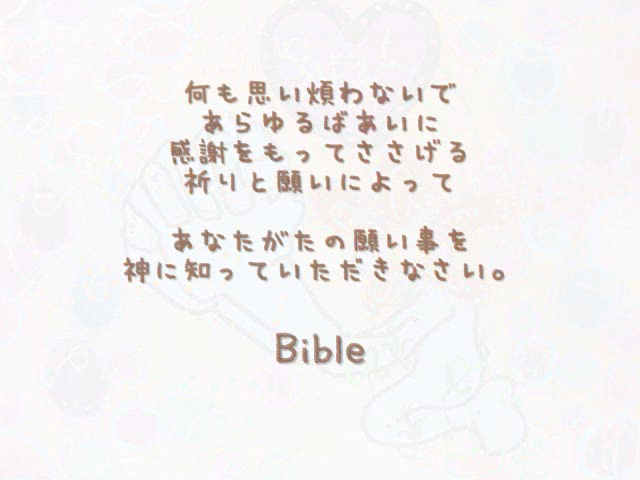 何も思い煩わないで
あらゆるばあいに
感謝をもってささげる
祈りと願いによって
あなたがたの願い事を
神に知っていただきなさい。
Bible